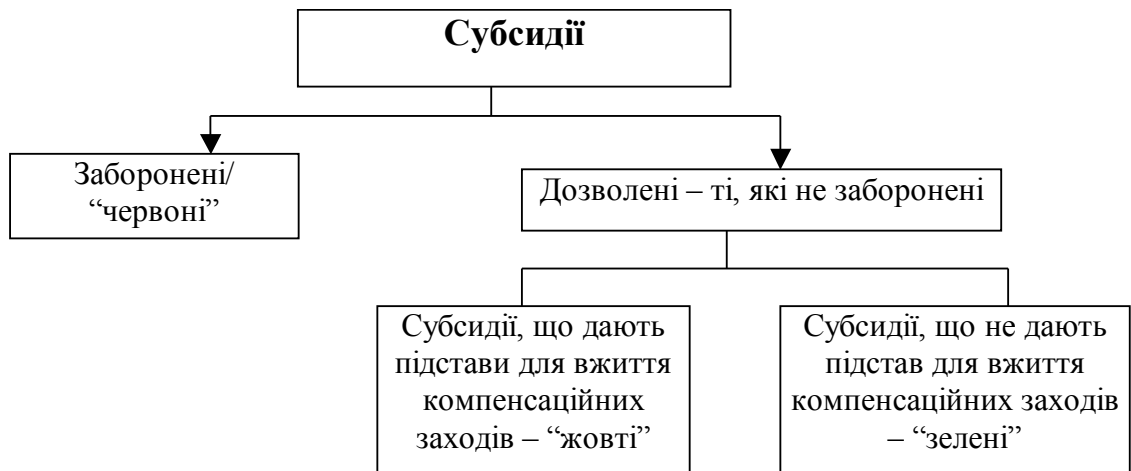 Субсидії
Заборонені/
“червоні”
Дозволені – ті, які не заборонені
Субсидії, що дають
підстави для вжиття
компенсаційних
заходів – “жовті”
Субсидії, що не дають
підстав для вжиття
компенсаційних заходів
– “зелені”